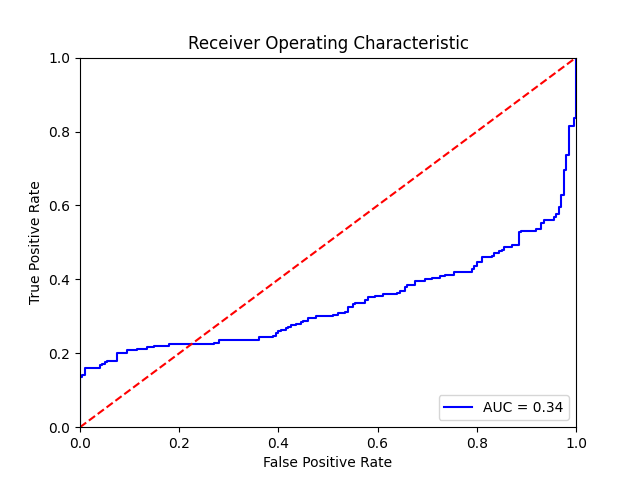 Receiver Operating Characteristic
1.0
0.8
0.6
0.4
0.2
0.0
True Positive Rate
AUC = 0.34
0.0 0.2 0.4 0.6 0.8 1.0
False Positive Rate